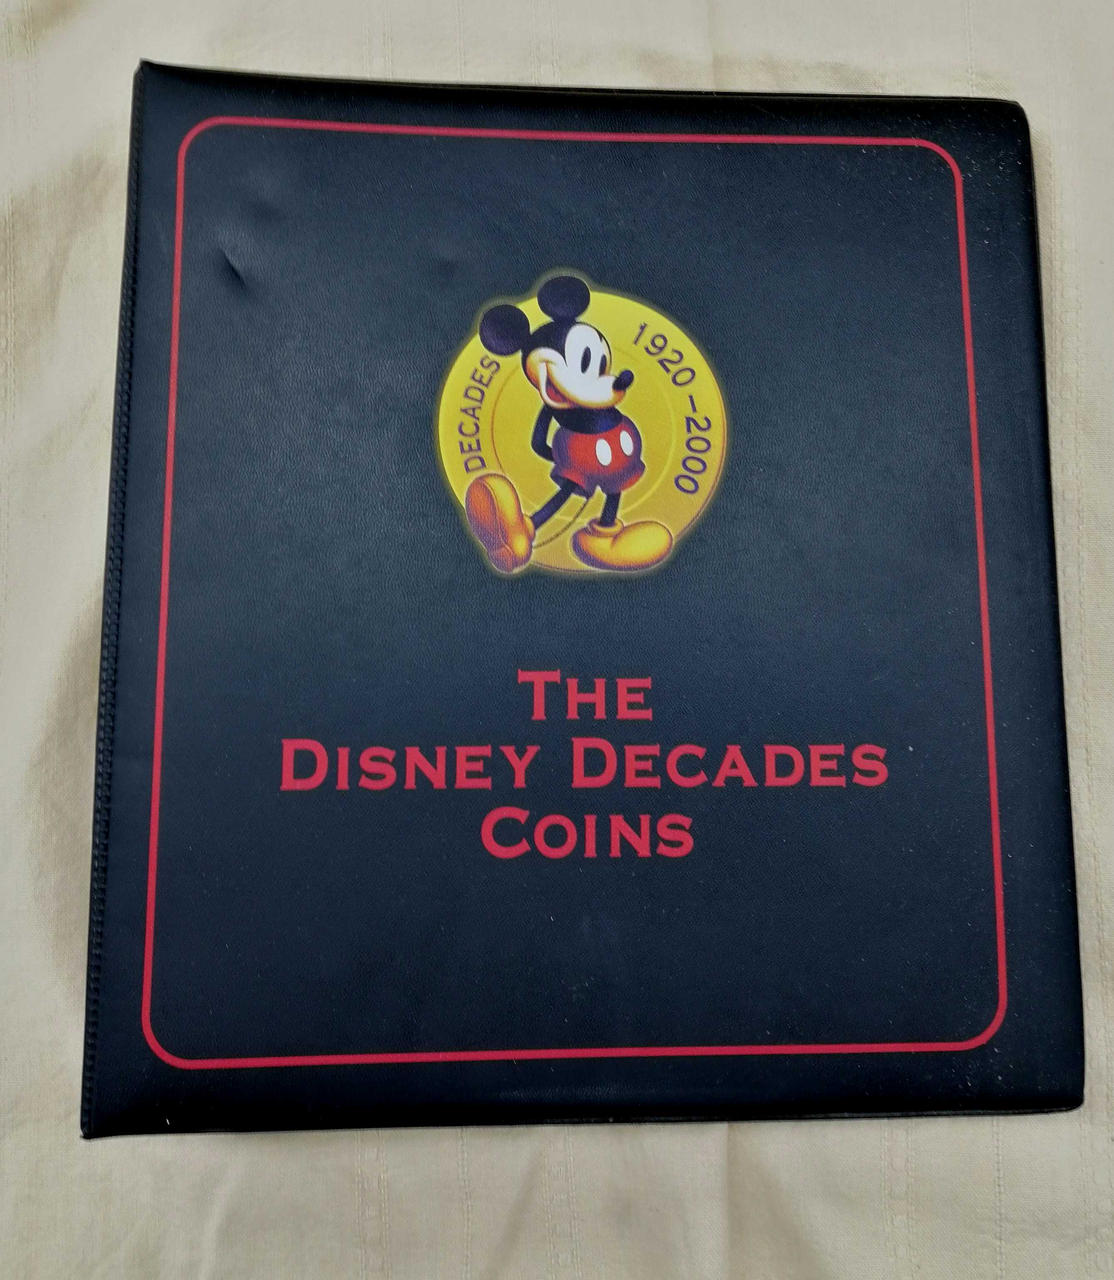 DECADES
1920-2000
THE
DISNEY DECADES
COINS